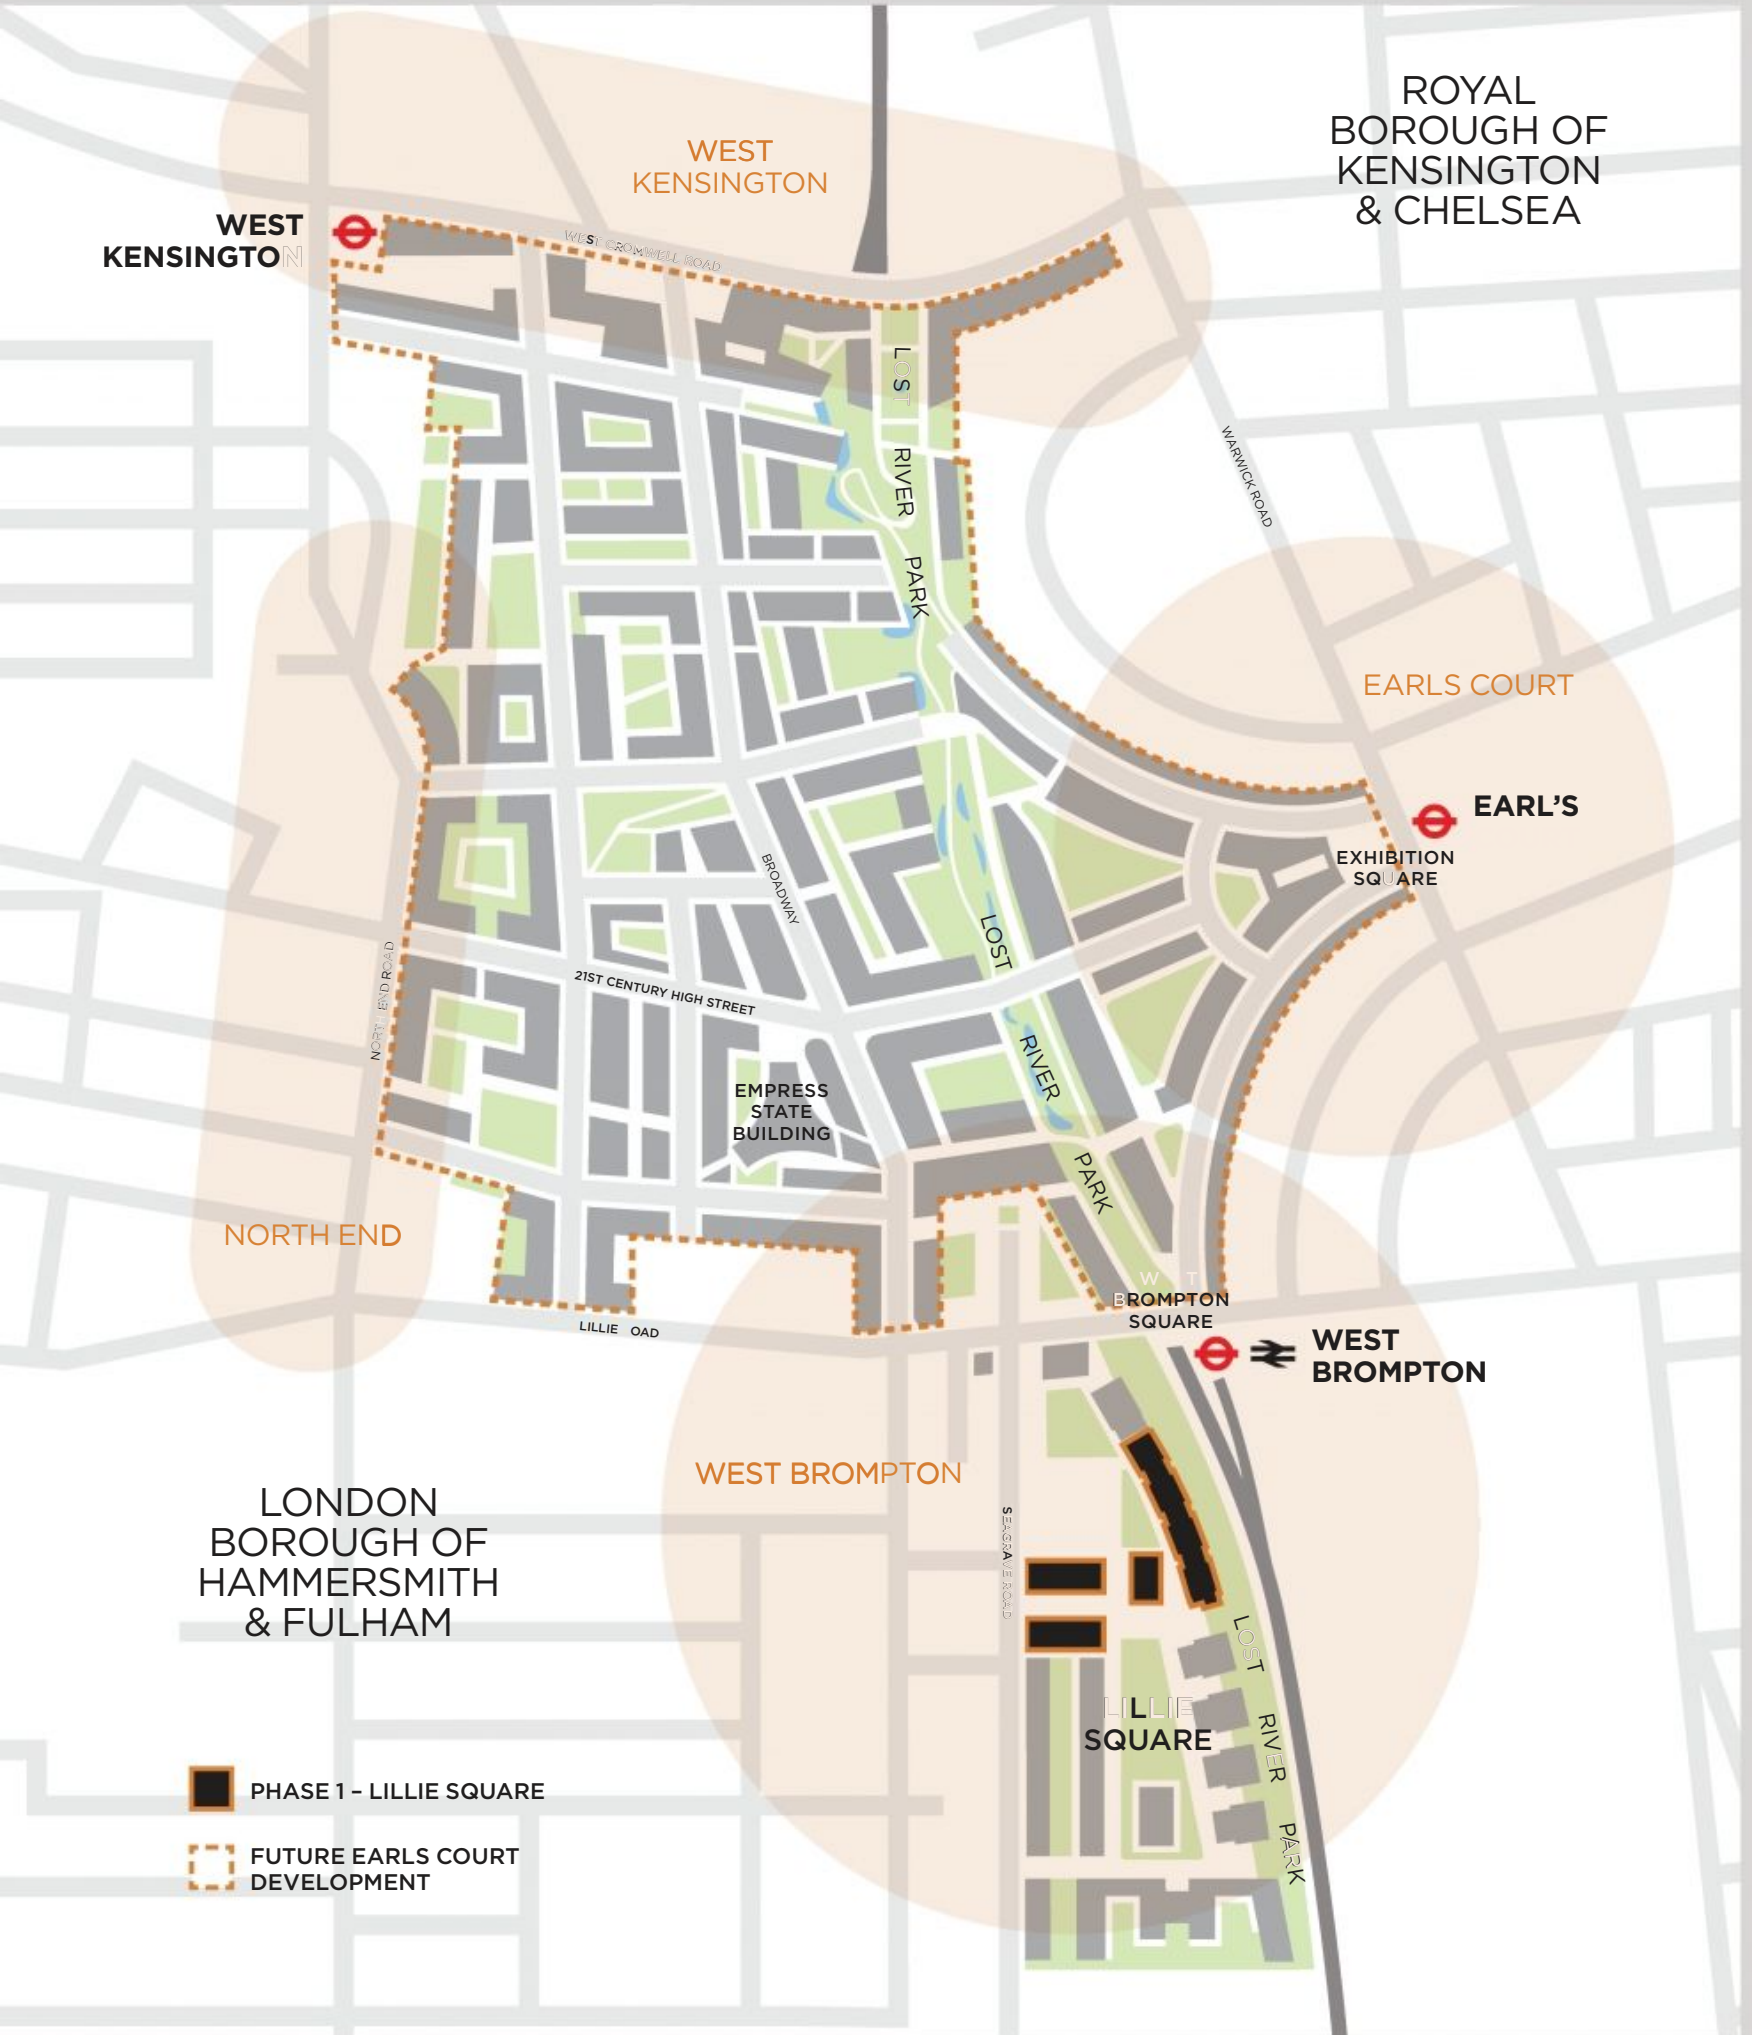 ROYAL
BOROUGH OF
KENSINGTON
& CHELSEA
WEST
KENSINGTON
WEST
KENSINGTON
WEST CROMWELL ROAD
LOST RIVER PARK
WARWICK ROAD
EARLS COURT
EARL'S
EXHIBITION
SQUARE
BROADWAY
LOST RIVER PARK
NORTH END ROAD
21ST CENTURY HIGH STREET
EMPRESS
STATE
BUILDING
NORTH END
W T
BROMPTON
SQUARE
LILLIE OAD
WEST
BROMPTON
WEST BROMPTON
LONDON
BOROUGH OF
HAMMERSMITH
& FULHAM
SEAGRAVE ROAD
LOST RIVER PARK
LILLIE
SQUARE
PHASE 1 – LILLIE SQUARE
FUTURE EARLS COURT
DEVELOPMENT